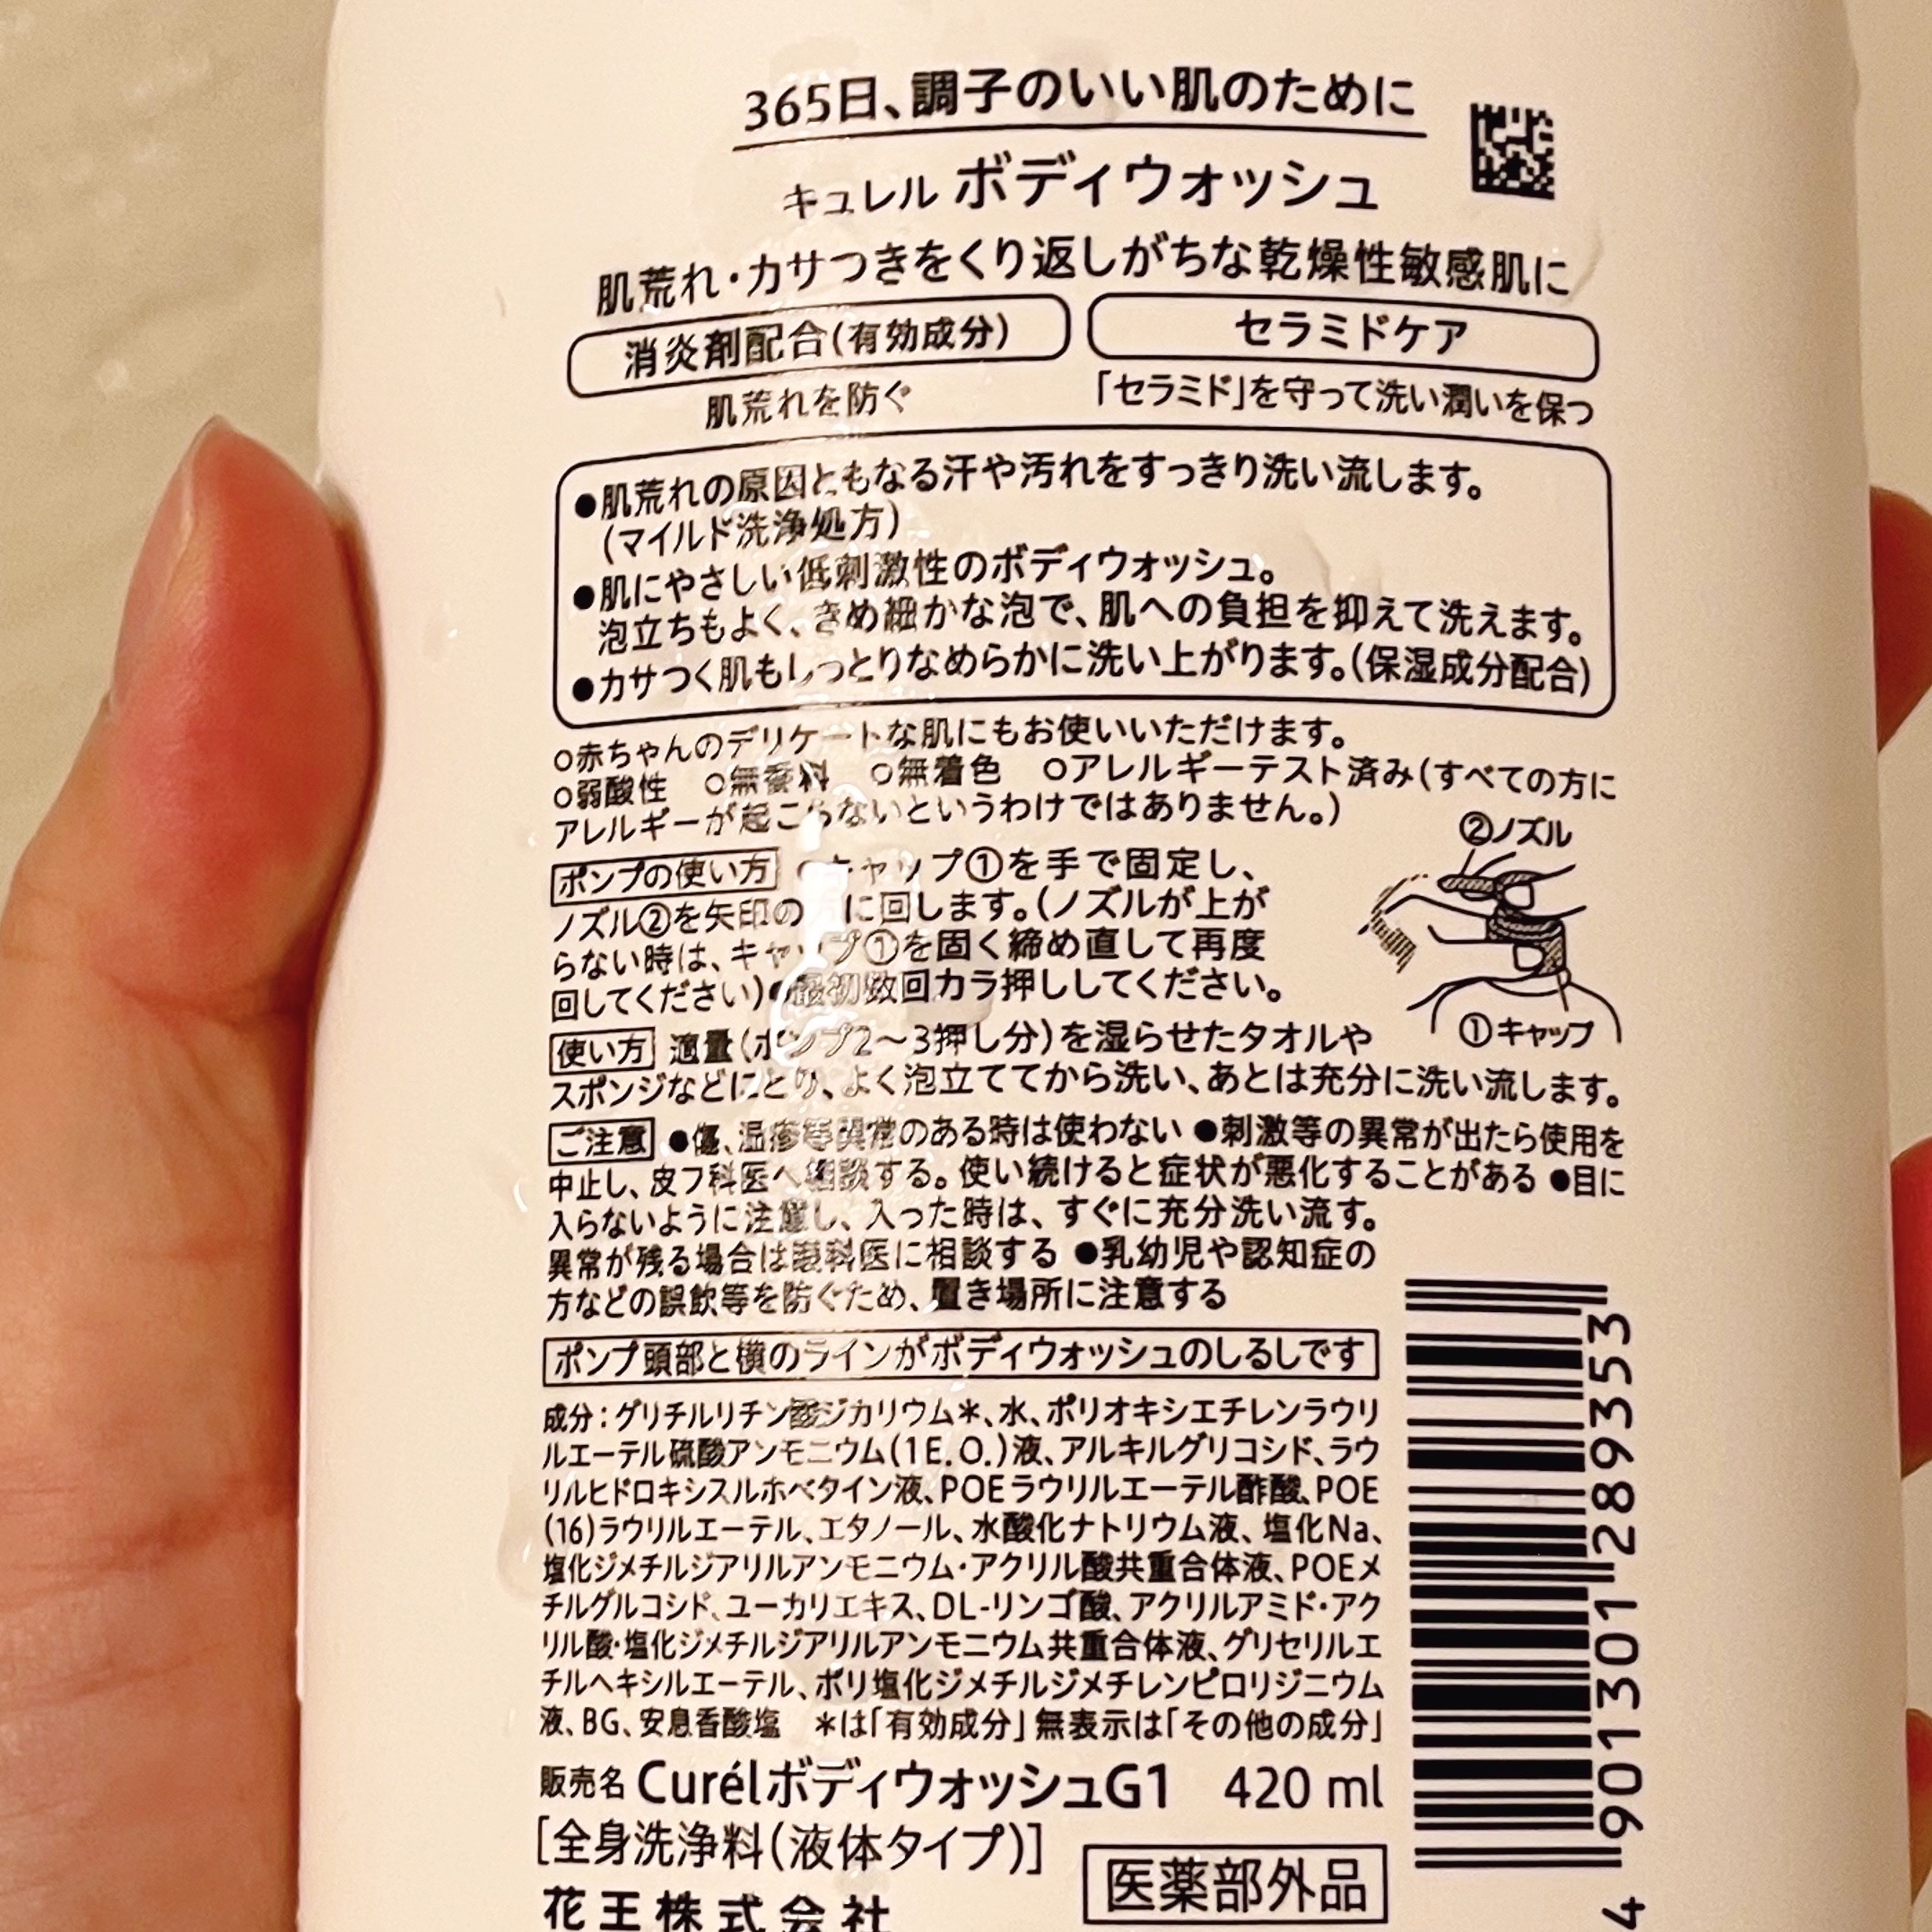 365日、調子のいい肌のために
キュレル ボディウォッシュ
肌荒れ・カサつきをくり返しがちな乾燥性敏感肌に
消炎剤配合(有効成分) セラミドケア
肌荒れを防ぐ 「セラミド」を守って洗い潤いを保つ
●肌荒れの原因ともなる汗や汚れをすっきり洗い流します。
(マイルド洗浄処方)
●肌にやさしい低刺激性のボディウォッシュ。
泡立ちもよく、きめ細かな泡で、肌への負担を抑えて洗えます。
●カサつく肌もしっとりなめらかに洗い上がります。(保湿成分配合)
○赤ちゃんのデリケートな肌にもお使いいただけます。
○弱酸性 ○無香料 ○無着色 ○アレルギーテスト済み(すべての方に
アレルギーが起こらないというわけではありません。)
ポンプの使い方 ●キャップ①を手で固定し、
ノズル②を矢印の方に回します。(ノズルが上が
らない時は、キャップ①を固く締め直して再度
回してください)●最初数回カラ押ししてください。
②ノズル
①キャップ
使い方 適量(ポンプ2〜3押し分)を湿らせたタオルや
スポンジなどにとり、よく泡立ててから洗い、あとは充分に洗い流します。
ご注意 ●傷、湿疹等異常のある時は使わない ●刺激等の異常が出たら使用を
中止し、皮フ科医へ相談する。使い続けると症状が悪化することがある ●目に
入らないように注意し、入った時は、すぐに充分洗い流す。
異常が残る場合は眼科医に相談する ●乳幼児や認知症の
方などの誤飲等を防ぐため、置き場所に注意する
ポンプ頭部と横のラインがボディウォッシュのしるしです
成分：グリチルリチン酸ジカリウム＊、水、ポリオキシエチレンラウリ
ルエーテル硫酸アンモニウム(1E.O.)液、アルキルグリコシド、ラウ
リルヒドロキシスルホベタイン液、POEラウリルエーテル酢酸、POE
(16)ラウリルエーテル、エタノール、水酸化ナトリウム液、塩化Na、
塩化ジメチルジアリルアンモニウム・アクリル酸共重合体液、POEメ
チルグルコシド、ユーカリエキス、DL-リンゴ酸、アクリルアミド・アク
リル酸・塩化ジメチルジアリルアンモニウム共重合体液、グリセリルエ
チルヘキシルエーテル、ポリ塩化ジメチルジメチレンピロリジニウム
液、BG、安息香酸塩 ＊は「有効成分」無表示は「その他の成分」
販売名 Curélボディウォッシュ G1 420 ml
[全身洗浄料(液体タイプ)]
医薬部外品
花王株式会社
4 901301 289353